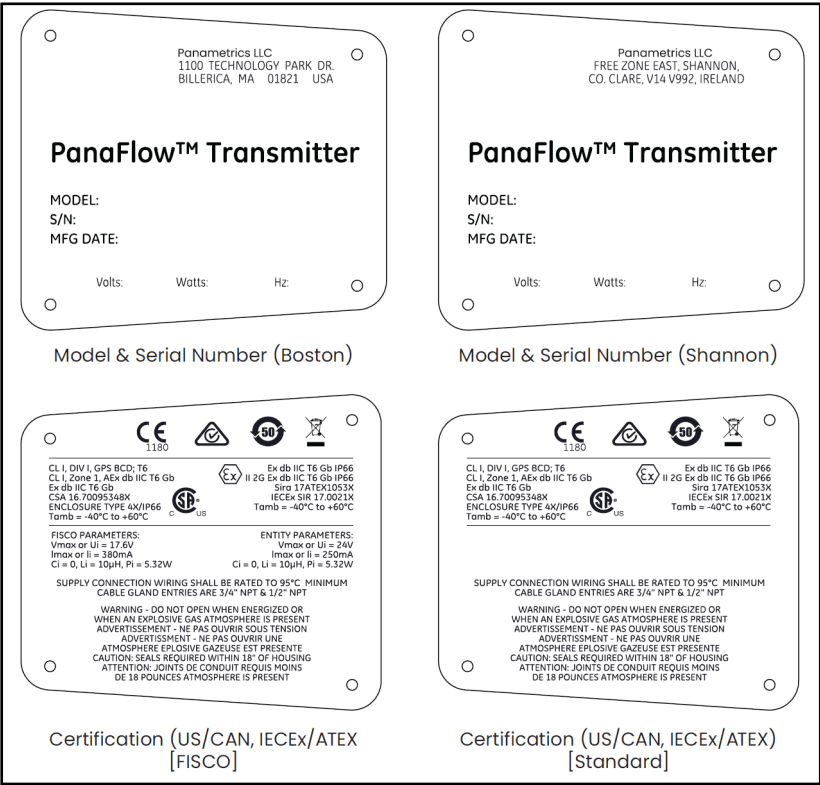 Panametrics LLC
1100 TECHNOLOGY PARK DR.
BILLERICA, MA 01821 USA
PanaFlow™ Transmitter
MODEL:
S/N:
MFG DATE:
Volts: Watts: Hz:
Model & Serial Number (Boston)
Panametrics LLC
FREE ZONE EAST, SHANNON,
CO. CLARE, V14 V992, IRELAND
PanaFlow™ Transmitter
MODEL:
S/N:
MFG DATE:
Volts: Watts: Hz:
Model & Serial Number (Shannon)
CE
1180
50
CL I, DIV I, GPS BCD; T6
CL I, Zone 1, AEx db IIC T6 Gb
Ex db IIC T6 Gb
CSA 16.70095348X
ENCLOSURE TYPE 4X/IP66
Tamb = -40°C to +60°C
C SA ® US
Ex
Ex db IIC T6 Gb IP66
II 2G Ex db IIC T6 Gb IP66
Sira 17ATEX1053X
IECEx SIR 17.0021X
Tamb = -40°C to +60°C
FISCO PARAMETERS:
Vmax or Ui = 17.6V
Imax or Ii = 380mA
Ci = 0, Li = 10µH, Pi = 5.32W
ENTITY PARAMETERS:
Vmax or Ui = 24V
Imax or Ii = 250mA
Ci = 0, Li = 10µH, Pi = 5.32W
SUPPLY CONNECTION WIRING SHALL BE RATED TO 95°C MINIMUM
CABLE GLAND ENTRIES ARE 3/4" NPT & 1/2" NPT
WARNING - DO NOT OPEN WHEN ENERGIZED OR
WHEN AN EXPLOSIVE GAS ATMOSPHERE IS PRESENT
ADVERTISSEMENT - NE PAS OUVRIR SOUS TENSION
ADVERTISSMENT - NE PAS OUVRIR UNE
ATMOSPHERE EPLOSIVE GAZEUSE EST PRESENTE
CAUTION: SEALS REQUIRED WITHIN 18" OF HOUSING
ATTENTION: JOINTS DE CONDUIT REQUIS MOINS
DE 18 POUNCES ATMOSPHERE IS PRESENT
Certification (US/CAN, IECEx/ATEX
[FISCO]
CE
1180
50
CL I, DIV I, GPS BCD; T6
CL I, Zone 1, AEx db IIC T6 Gb
Ex db IIC T6 Gb
CSA 16.70095348X
ENCLOSURE TYPE 4X/IP66
Tamb = -40°C to +60°C
C SA ® US
Ex
Ex db IIC T6 Gb IP66
II 2G Ex db IIC T6 Gb IP66
Sira 17ATEX1053X
IECEx SIR 17.0021X
Tamb = -40°C to +60°C
SUPPLY CONNECTION WIRING SHALL BE RATED TO 95°C MINIMUM
CABLE GLAND ENTRIES ARE 3/4" NPT & 1/2" NPT
WARNING - DO NOT OPEN WHEN ENERGIZED OR
WHEN AN EXPLOSIVE GAS ATMOSPHERE IS PRESENT
ADVERTISSEMENT - NE PAS OUVRIR SOUS TENSION
ADVERTISSMENT - NE PAS OUVRIR UNE
ATMOSPHERE EPLOSIVE GAZEUSE EST PRESENTE
CAUTION: SEALS REQUIRED WITHIN 18" OF HOUSING
ATTENTION: JOINTS DE CONDUIT REQUIS MOINS
DE 18 POUNCES ATMOSPHERE IS PRESENT
Certification (US/CAN, IECEx/ATEX)
[Standard]